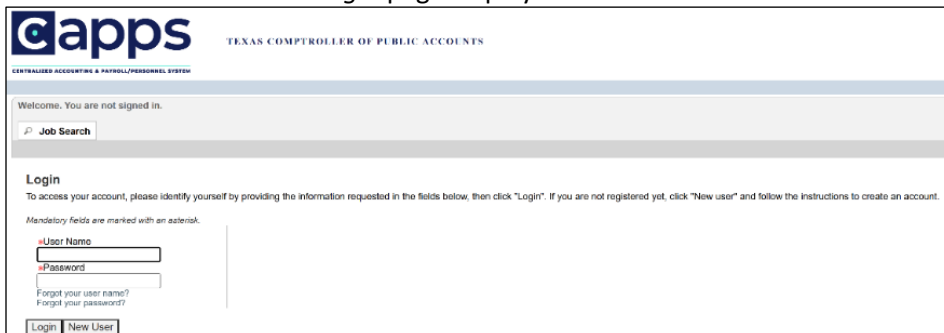 capps
TEXAS COMPTROLLER OF PUBLIC ACCOUNTS
CENTRALIZED ACCOUNTING & PAYROLL/PERSONNEL SYSTEM
Welcome. You are not signed in.
Job Search
Login
To access your account, please identify yourself by providing the information requested in the fields below, then click "Login". If you are not registered yet, click "New user" and follow the instructions to create an account.
Mandatory fields are marked with an asterisk.
*User Name
*Password
Forgot your user name?
Forgot your password?
Login New User